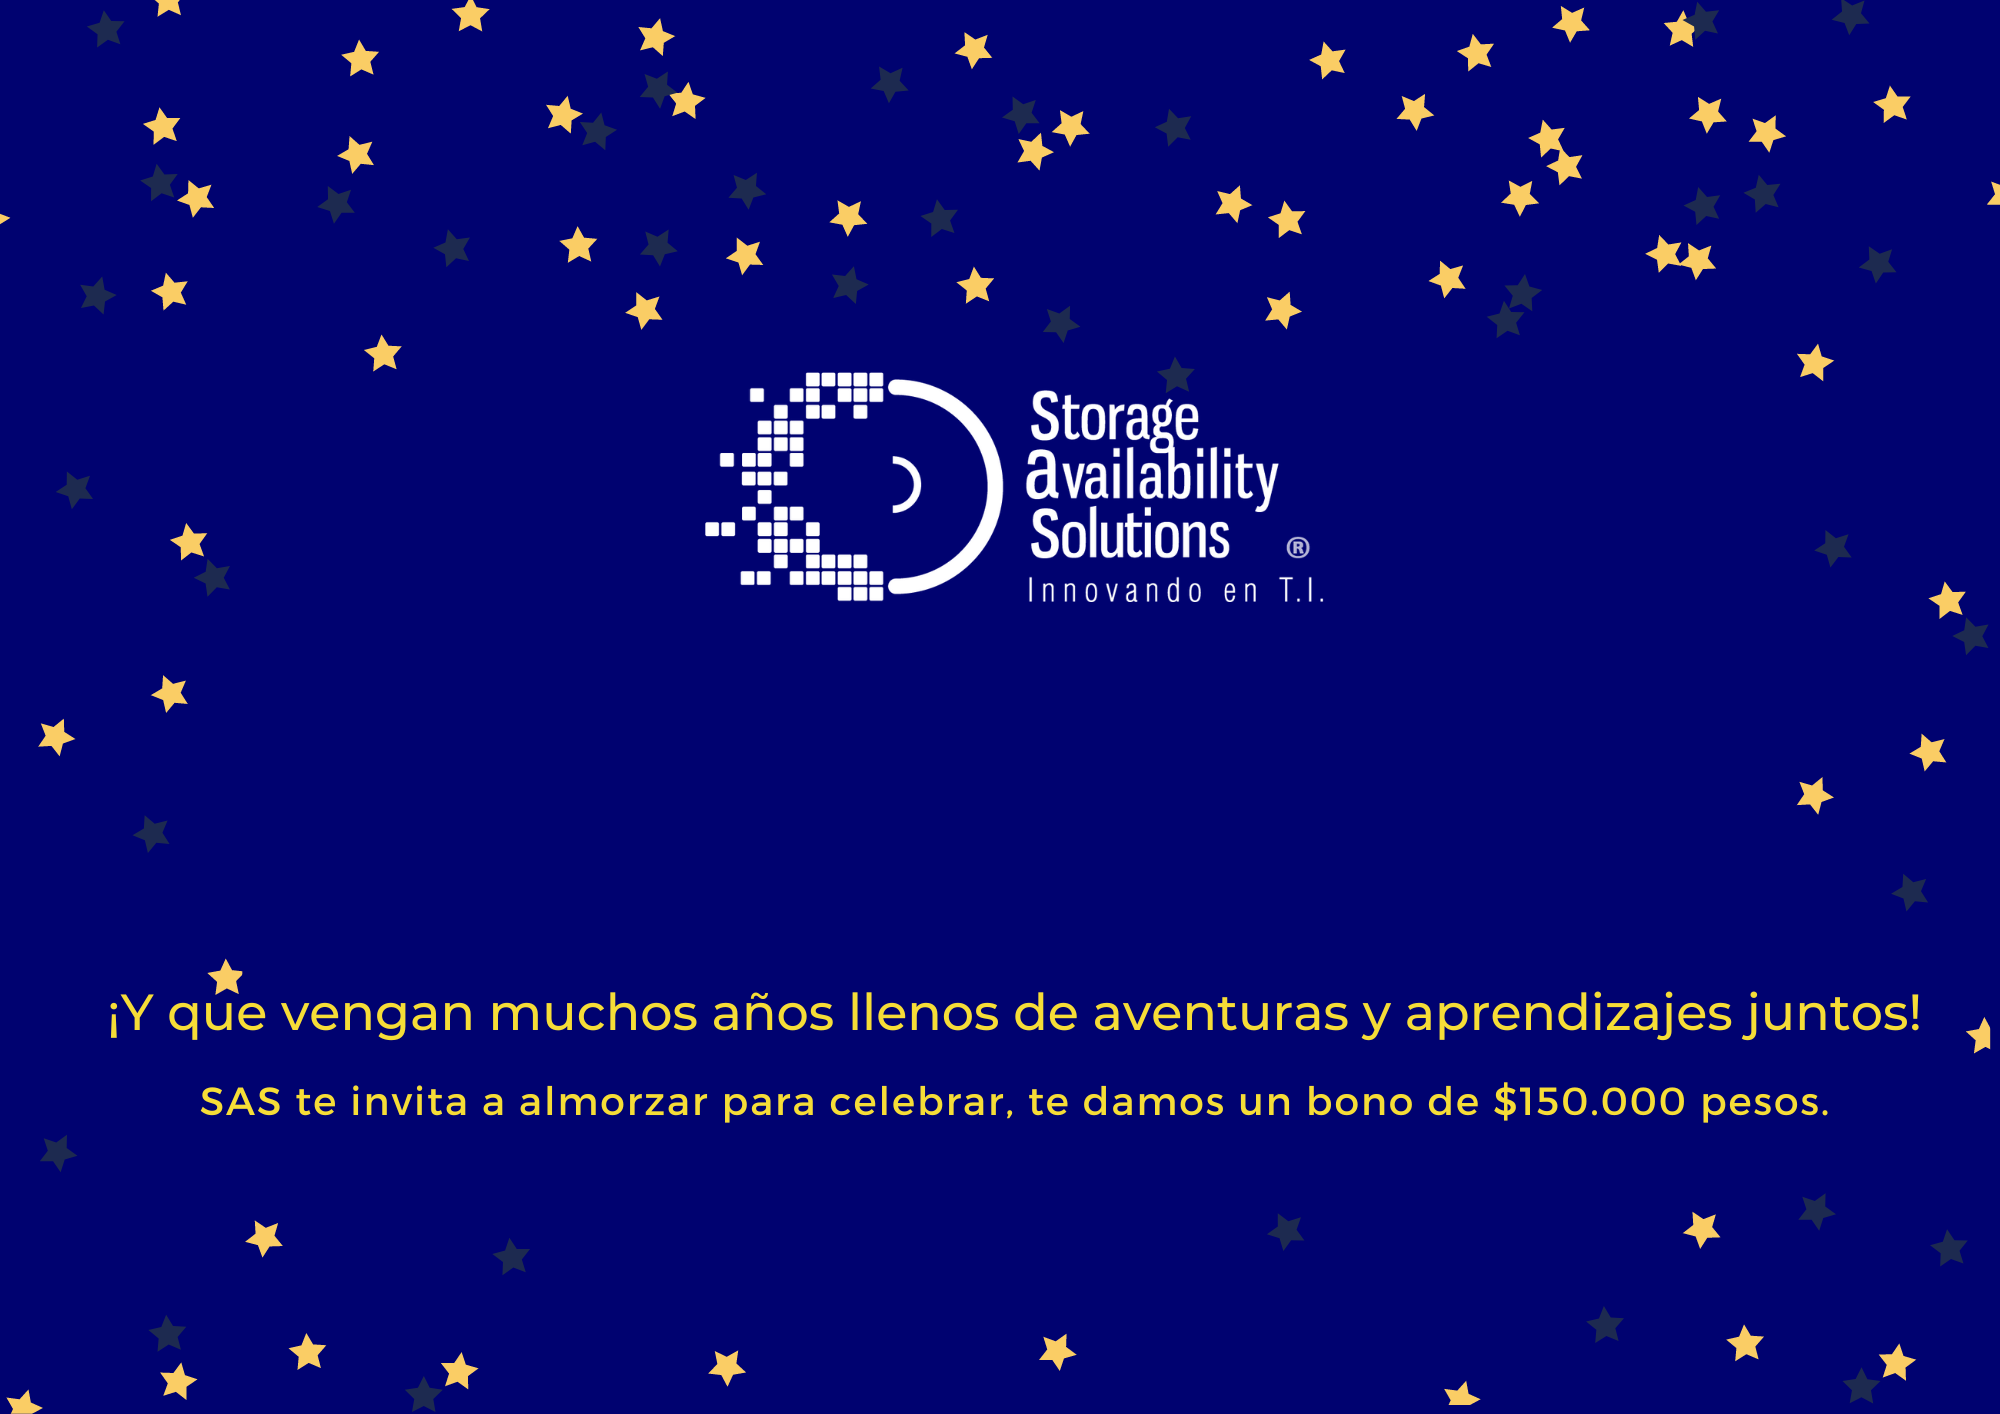 Storage
availability
Solutions ®
Innovando en T.I.
¡Y que vengan muchos años llenos de aventuras y aprendizajes juntos!
SAS te invita a almorzar para celebrar, te damos un bono de $150.000 pesos.